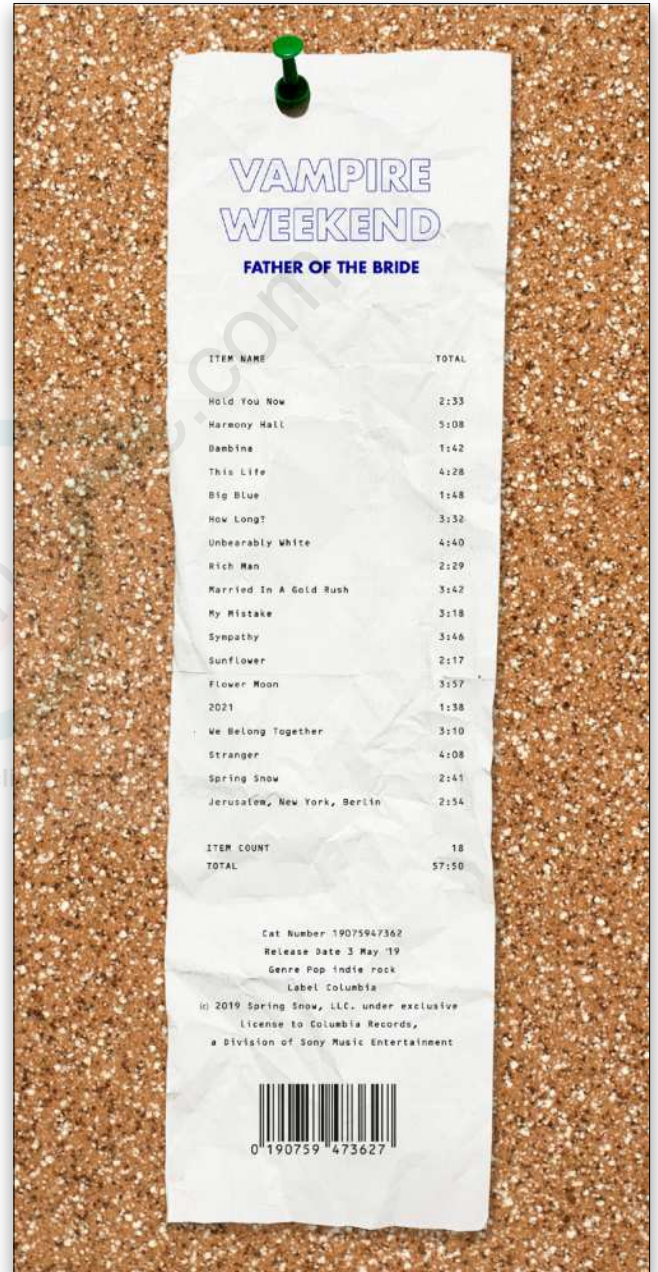 VAMPIRE
WEEKEND
FATHER OF THE BRIDE
ITEM NAME TOTAL
Hold You Now 2:33
Harmony Hall 5:08
Bambina 1:42
This Life 4:28
Big Blue 1:48
How Long? 3:32
Unbearably White 4:40
Rich Man 2:29
Married In A Gold Rush 3:42
My Mistake 3:18
Sympathy 3:46
Sunflower 2:17
Flower Moon 3:57
2021 1:38
We Belong Together 3:10
Stranger 4:08
Spring Snow 2:41
Jerusalem, New York, Berlin 2:54
ITEM COUNT 18
TOTAL 57:50
Cat Number 19075947362
Release Date 3 May '19
Genre Pop indie rock
Label Columbia
(c) 2019 Spring Snow, LLC. under exclusive
License to Columbia Records,
a Division of Sony Music Entertainment
0 190759 473627